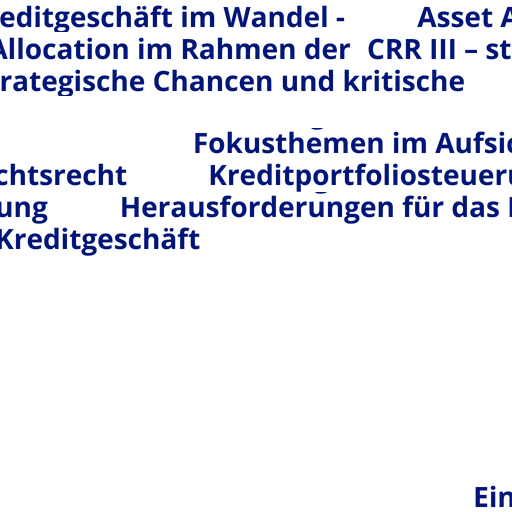 editgeschäft im Wandel - Asset A
Allocation im Rahmen der CRR III – st
rategische Chancen und kritische
Fokusthemen im Aufsic
chtsrecht Kreditportfoliosteuer
ung Herausforderungen für das
Kreditgeschäft
Ein